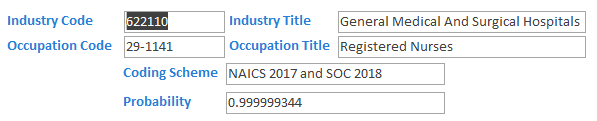 Industry Code 622110 Industry Title General Medical And Surgical Hospitals
Occupation Code 29-1141 Occupation Title Registered Nurses
Coding Scheme NAICS 2017 and SOC 2018
Probability 0.999999344